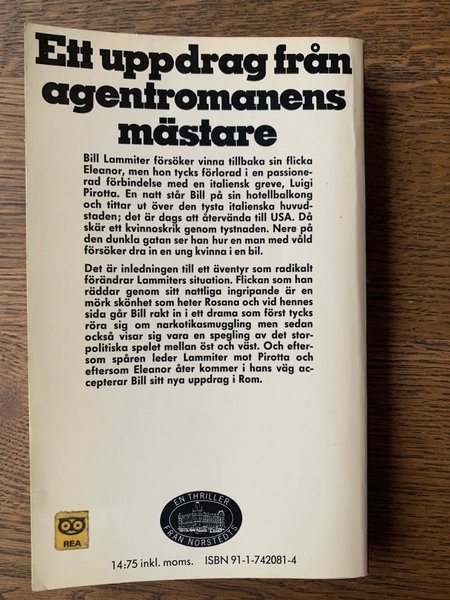 Ett uppdrag från
agentromanens
mästare
Bill Lammiter försöker vinna tillbaka sin flicka
Eleanor, men hon tycks förlorad i en passione-
rad förbindelse med en italiensk greve, Luigi
Pirotta. En natt står Bill på sin hotellbalkong
och tittar ut över den tysta italienska huvud-
staden; det är dags att återvända till USA. Då
skär ett kvinnoskrik genom tystnaden. Nere på
den dunkla gatan ser han hur en man med våld
försöker dra in en ung kvinna i en bil.
Det är inledningen till ett äventyr som radikalt
förändrar Lammiters situation. Flickan som han
räddar genom sitt nattliga ingripande är en
mörk skönhet som heter Rosana och vid hennes
sida går Bill rakt in i ett drama som först tycks
röra sig om narkotikasmuggling men sedan
också visar sig vara en spegling av det stor-
politiska spelet mellan öst och väst. Och efter-
som spåren leder Lammiter mot Pirotta och
eftersom Eleanor åter kommer i hans väg ac-
cepterar Bill sitt nya uppdrag i Rom.
REA
EN THRILLER
FRÅN NORSTEDTS
14:75 inkl. moms. ISBN 91-1-742081-4